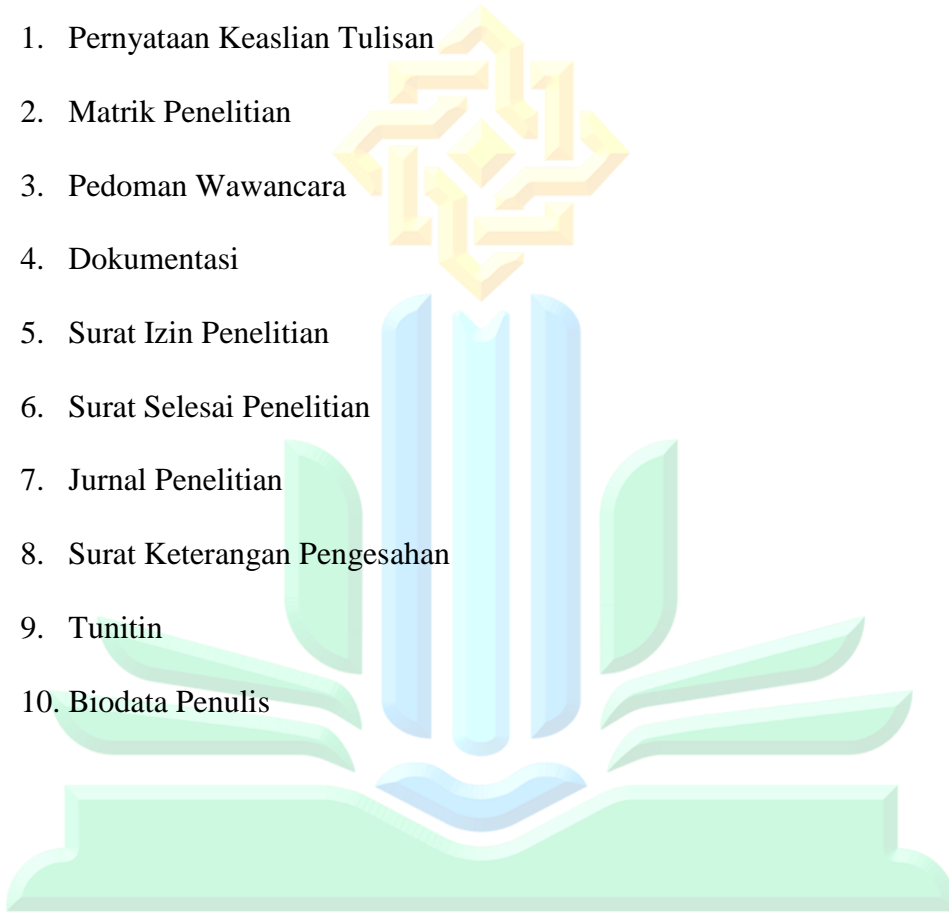 1. Pernyataan Keaslian Tulisan
2. Matrik Penelitian
3. Pedoman Wawancara
4. Dokumentasi
5. Surat Izin Penelitian
6. Surat Selesai Penelitian
7. Jurnal Penelitian
8. Surat Keterangan Pengesahan
9. Tunitin
10. Biodata Penulis